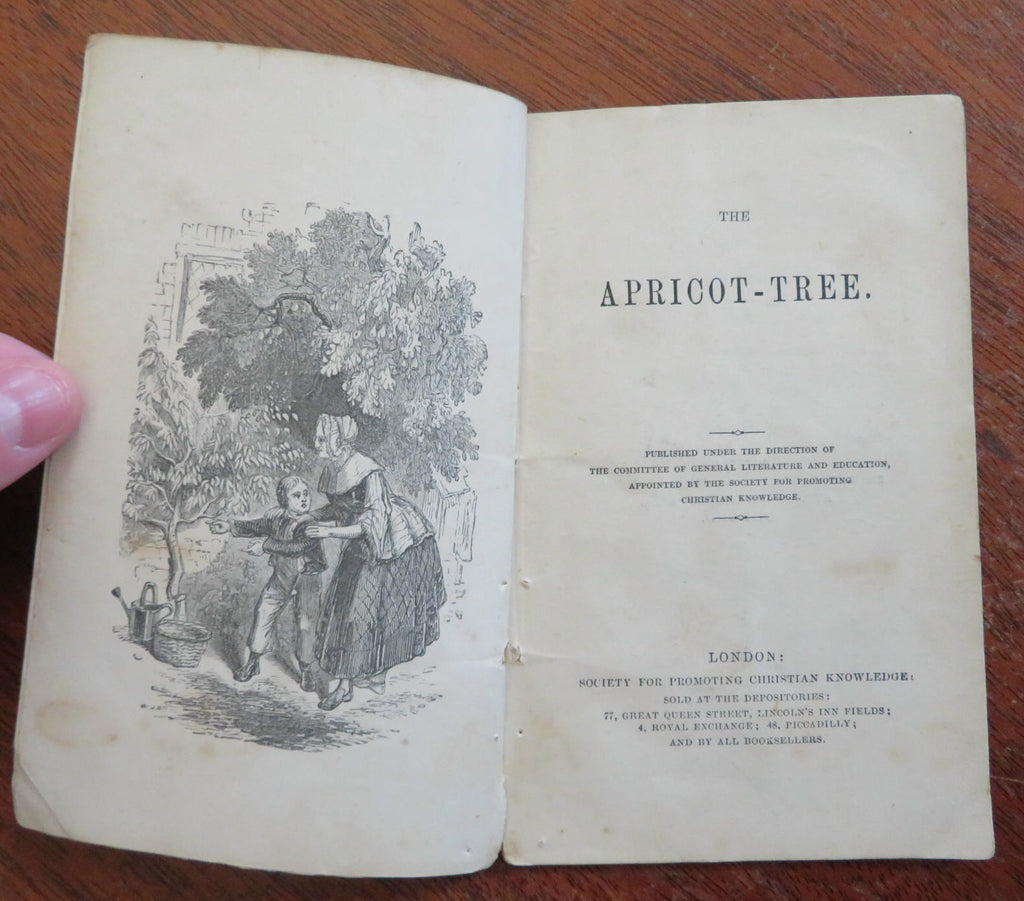 THE
APRICOT-TREE.
PUBLISHED UNDER THE DIRECTION OF
THE COMMITTEE OF GENERAL LITERATURE AND EDUCATION,
APPOINTED BY THE SOCIETY FOR PROMOTING
CHRISTIAN KNOWLEDGE.
LONDON:
SOCIETY FOR PROMOTING CHRISTIAN KNOWLEDGE:
SOLD AT THE DEPOSITORIES:
77, GREAT QUEEN STREET, LINCOLN'S INN FIELDS;
4, ROYAL EXCHANGE; 48, PICCADILLY;
AND BY ALL BOOKSELLERS.